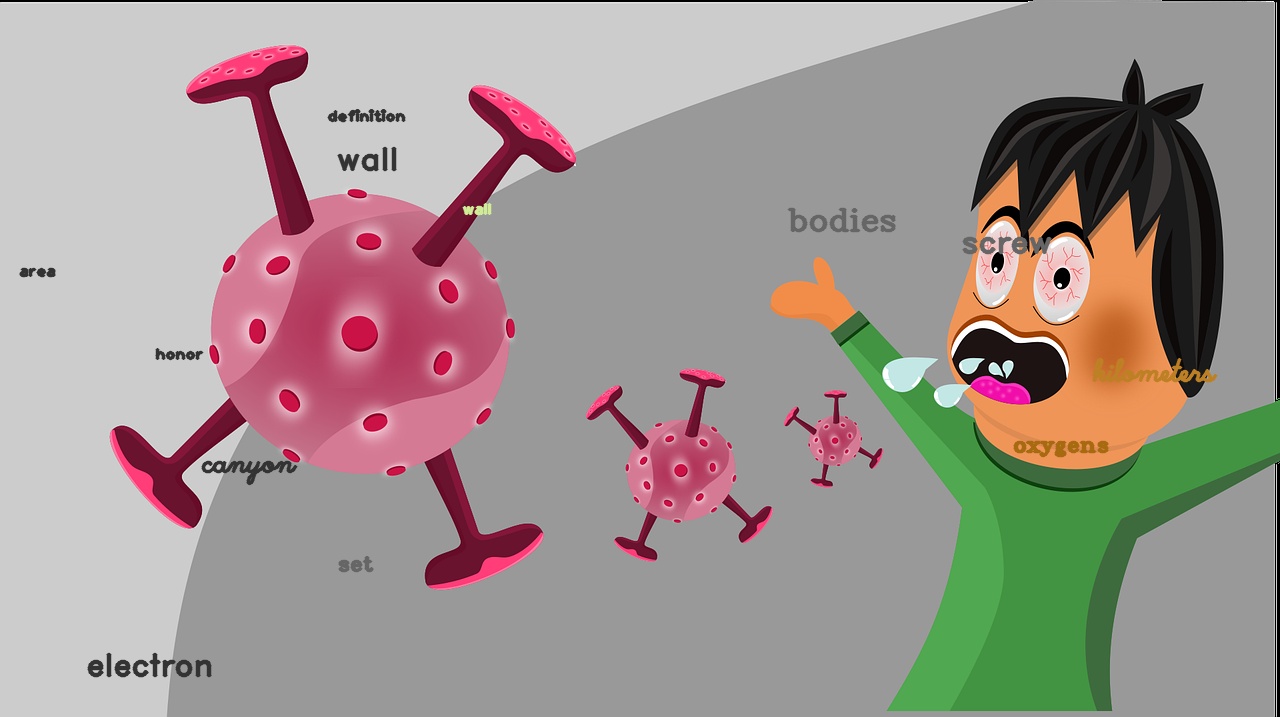 definition
wall
wall
bodies
screw
area
honor
kilometers
oxygens
canyon
set
electron